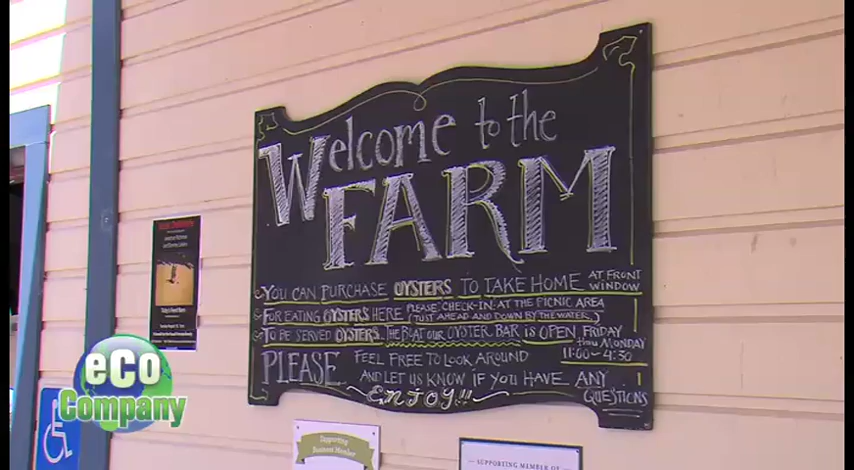 Welcome to the
FARM
YOU CAN PURCHASE OYSTERS TO TAKE HOME AT FRONT WINDOW
FOR EATING OYSTERS HERE PLEASE CHECK-IN AT THE PICNIC AREA
(JUST AHEAD AND DOWN BY THE WATER.)
TO BE SERVED OYSTERS... THE BOAT OUR OYSTER BAR IS OPEN FRIDAY thru MONDAY
11:00 - 4:30
PLEASE FEEL FREE TO LOOK AROUND
AND LET US KNOW IF YOU HAVE ANY QUESTIONS
ENJOY!!!
eco
Company
Supporting
Business Member
SUPPORTING MEMBER OF